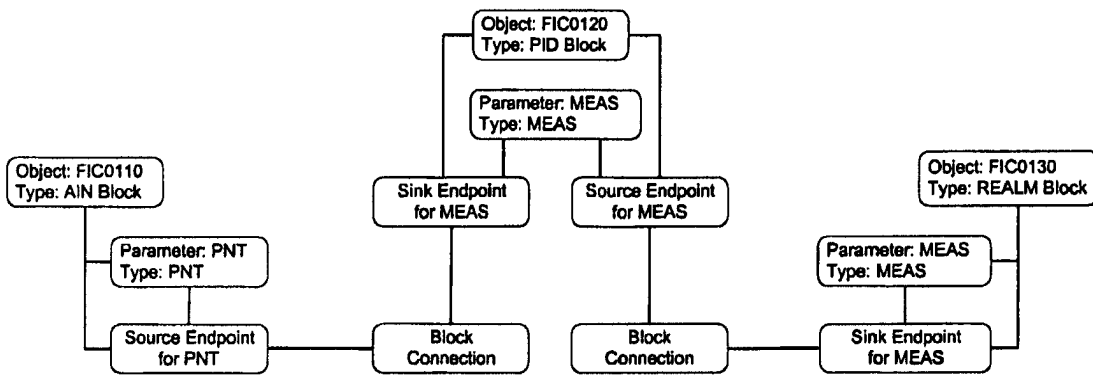 Object: FIC0120
Type: PID Block
Parameter: MEAS
Type: MEAS
Object: FIC0110
Type: AIN Block
Sink Endpoint
for MEAS
Source Endpoint
for MEAS
Object: FIC0130
Type: REALM Block
Parameter: PNT
Type: PNT
Parameter: MEAS
Type: MEAS
Source Endpoint
for PNT
Block
Connection
Block
Connection
Sink Endpoint
for MEAS